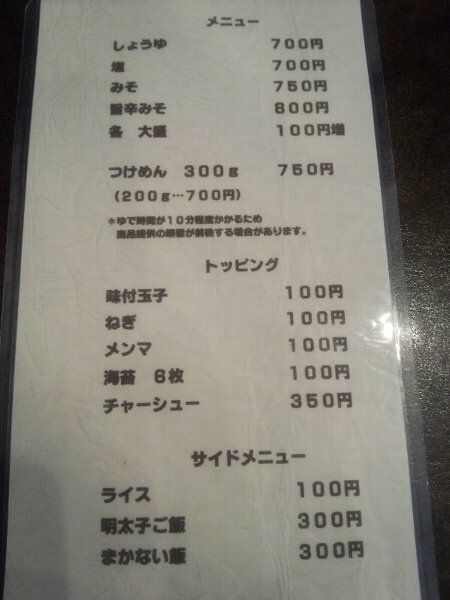 メニュー
しょうゆ 700円
塩 700円
みそ 750円
旨辛みそ 800円
各 大盛 100円増
つけめん 300g 750円
(200g…700円)
*ゆで時間が10分程度かかるため
商品提供の順番が前後する場合があります。
トッピング
味付玉子 100円
ねぎ 100円
メンマ 100円
海苔 6枚 100円
チャーシュー 350円
サイドメニュー
ライス 100円
明太子ご飯 300円
まかない飯 300円